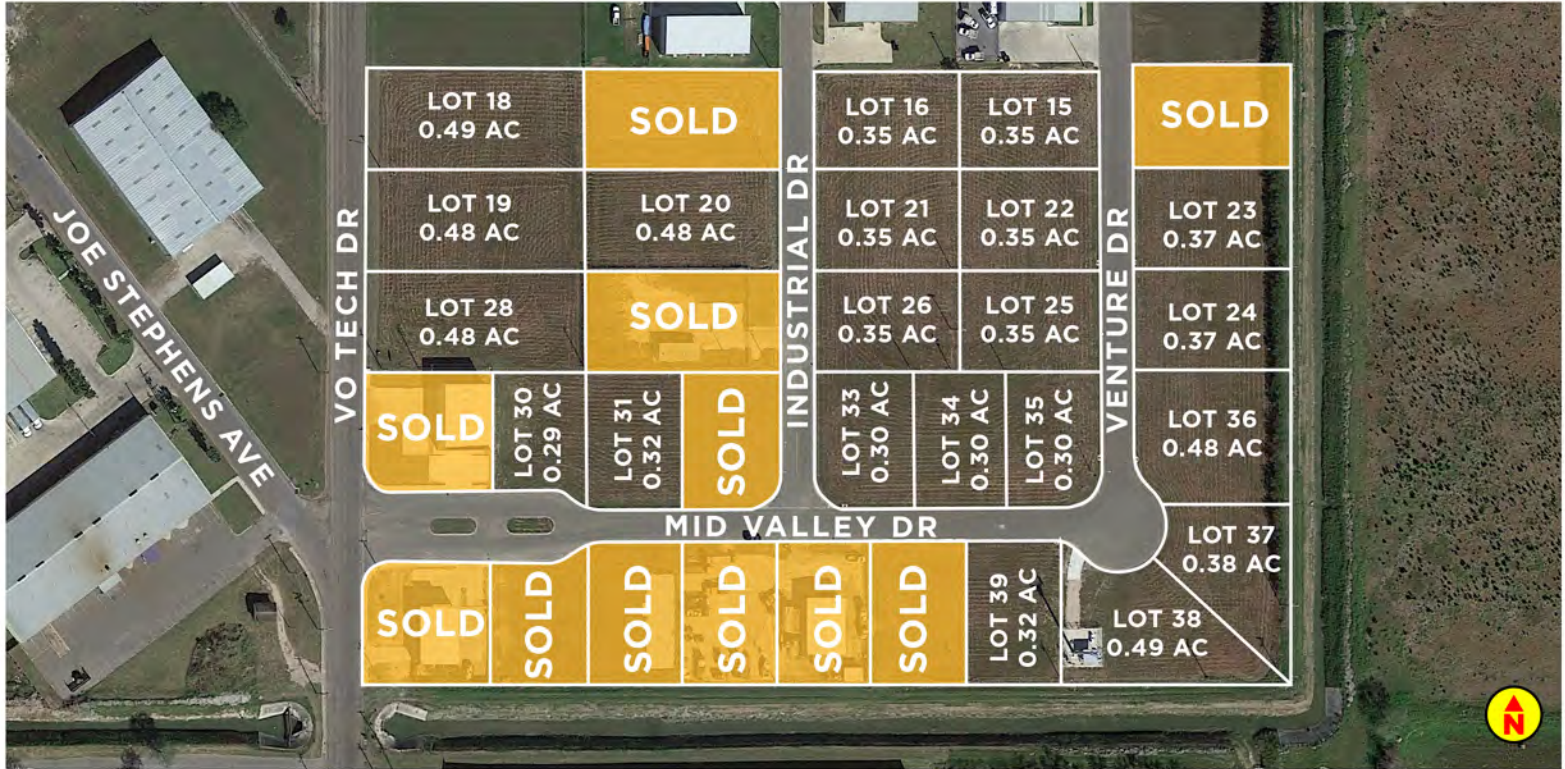 LOT 18
0.49 AC
SOLD
LOT 16
0.35 AC
LOT 15
0.35 AC
SOLD
LOT 19
0.48 AC
LOT 20
0.48 AC
LOT 21
0.35 AC
LOT 22
0.35 AC
LOT 23
0.37 AC
LOT 28
0.48 AC
SOLD
LOT 26
0.35 AC
LOT 25
0.35 AC
LOT 24
0.37 AC
SOLD
LOT 30
0.29 AC
LOT 31
0.32 AC
SOLD
LOT 33
0.30 AC
LOT 34
0.30 AC
LOT 35
0.30 AC
LOT 36
0.48 AC
JOE STEPHENS AVE
VO TECH DR
INDUSTRIAL DR
VENTURE DR
MID VALLEY DR
LOT 37
0.38 AC
SOLD
SOLD
SOLD
SOLD
SOLD
SOLD
LOT 39
0.32 AC
LOT 38
0.49 AC
N